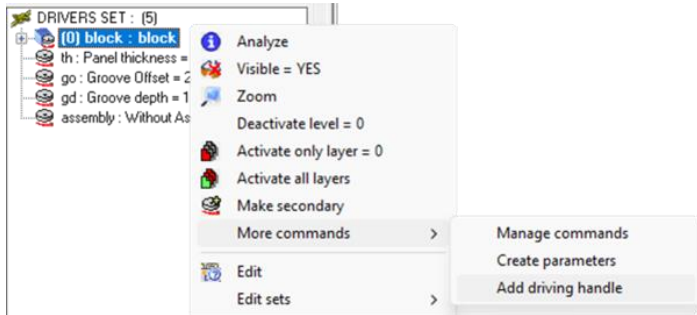 DRIVERS SET : (5)
(0) block : block
th : Panel thickness =
go : Groove Offset = 2
gd : Groove depth = 1
assembly : Without As
Analyze
Visible = YES
Zoom
Deactivate level = 0
Activate only layer = 0
Activate all layers
Make secondary
More commands
Edit
Edit sets
Manage commands
Create parameters
Add driving handle